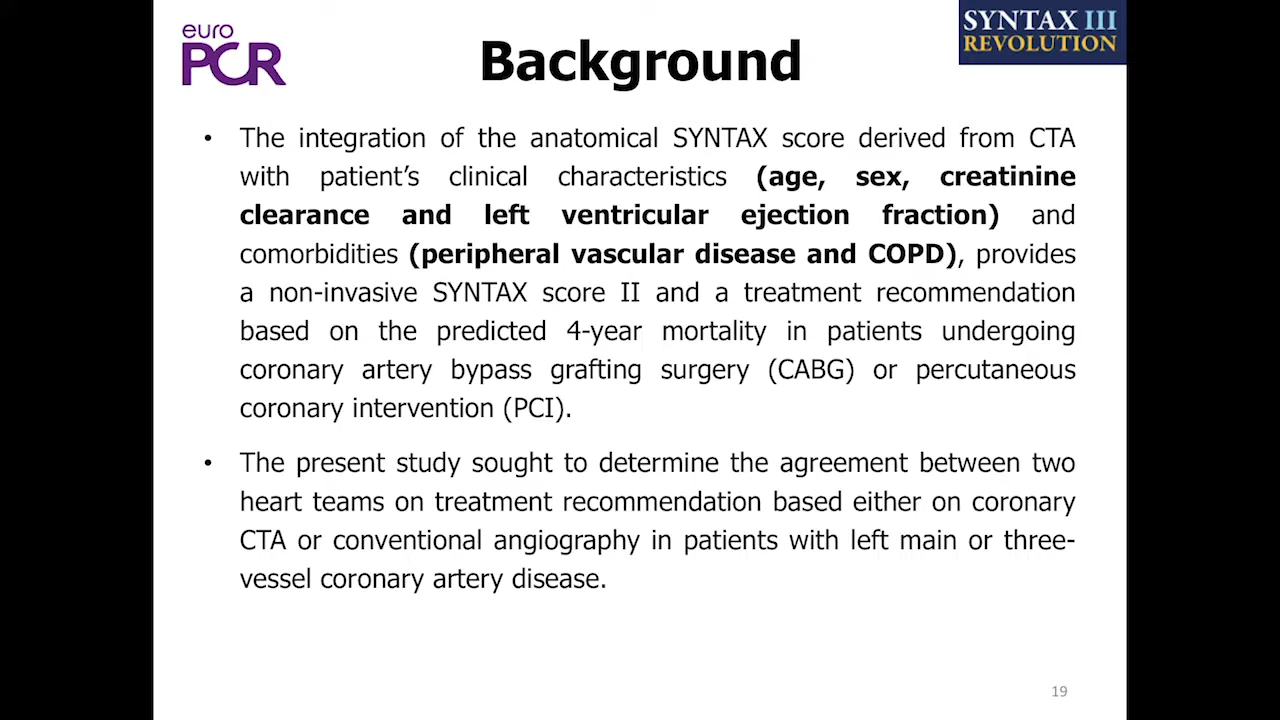 euro
PCR
SYNTAX III
REVOLUTION
Background
• The integration of the anatomical SYNTAX score derived from CTA
with patient’s clinical characteristics (age, sex, creatinine
clearance and left ventricular ejection fraction) and
comorbidities (peripheral vascular disease and COPD), provides
a non-invasive SYNTAX score II and a treatment recommendation
based on the predicted 4-year mortality in patients undergoing
coronary artery bypass grafting surgery (CABG) or percutaneous
coronary intervention (PCI).
• The present study sought to determine the agreement between two
heart teams on treatment recommendation based either on coronary
CTA or conventional angiography in patients with left main or three-
vessel coronary artery disease.
19